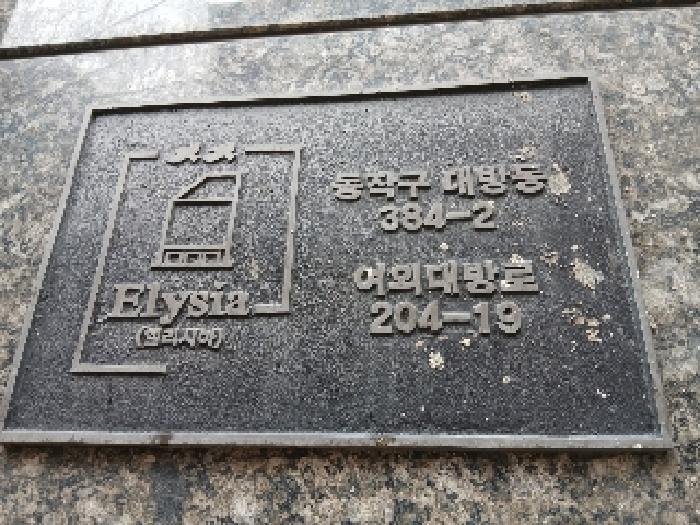 Elysia
(엘리시아)
동작구 대방동
384-2
여의대방로
204-19